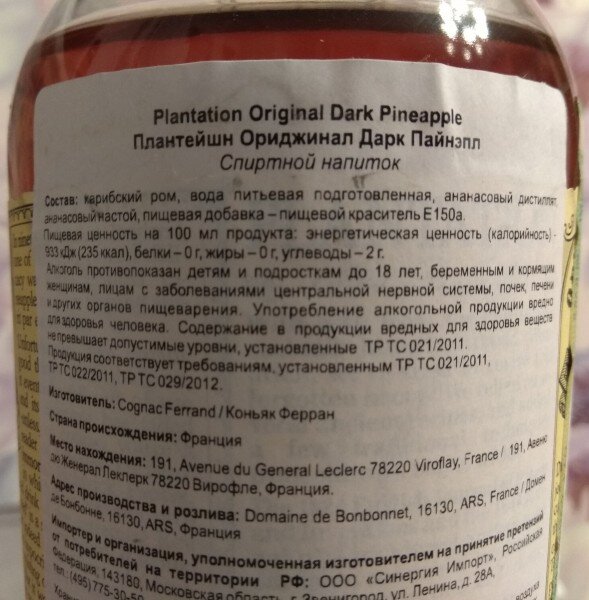 Plantation Original Dark Pineapple
Плантейшн Ориджинал Дарк Пайнэпл
Спиртной напиток
Состав: карибский ром, вода питьевая подготовленная, ананасовый дистиллят,
ананасовый настой, пищевая добавка – пищевой краситель Е150а.
Пищевая ценность на 100 мл продукта: энергетическая ценность (калорийность) -
933 кДж (235 ккал), белки – 0 г, жиры – 0 г, углеводы – 2 г.
Алкоголь противопоказан детям и подросткам до 18 лет, беременным и кормящим
женщинам, лицам с заболеваниями центральной нервной системы, почек, печени
и других органов пищеварения. Употребление алкогольной продукции вредно
для здоровья человека. Содержание в продукции вредных для здоровья веществ
не превышает допустимые уровни, установленные ТР ТС 021/2011.
Продукция соответствует требованиям, установленным ТР ТС 021/2011,
ТР ТС 022/2011, ТР ТС 029/2012.
Изготовитель: Cognac Ferrand / Коньяк Ферран
Страна происхождения: Франция
Место нахождения: 191, Avenue du General Leclerc 78220 Viroflay, France / 191, Авеню
дю Женерал Леклерк 78220 Вирофле, Франция.
Адрес производства и розлива: Domaine de Bonbonnet, 16130, ARS, France / Домен
де Бонбонне, 16130, ARS, Франция
Импортер и организация, уполномоченная изготовителем на принятие претензий
от потребителей на территории РФ: ООО «Синергия Импорт», Российская
Федерация, 143180, Московская область, г. Звенигород, ул. Ленина, д. 28А,
тел.: (495) 775-30-50